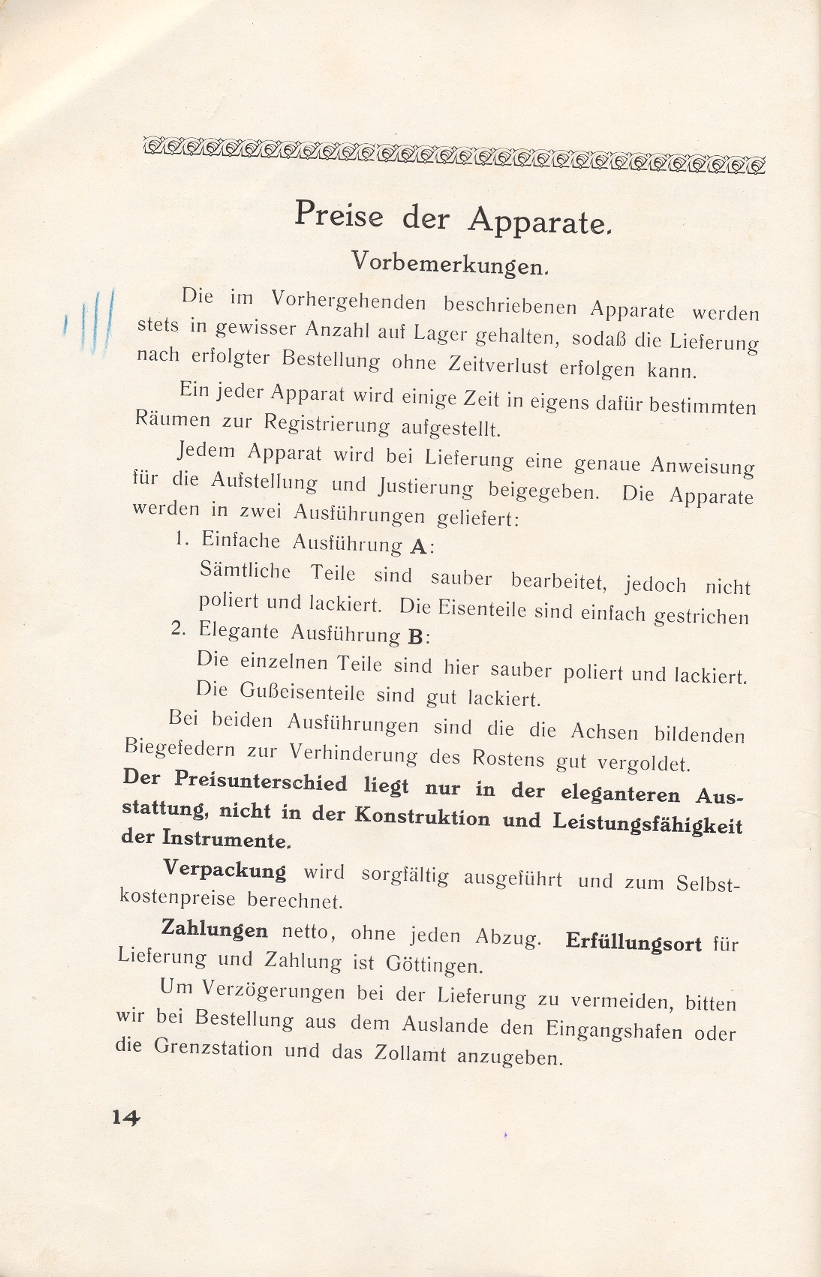 Preise der Apparate.
Vorbemerkungen.
Die im Vorhergehenden beschriebenen Apparate werden
stets in gewisser Anzahl auf Lager gehalten, sodaß die Lieferung
nach erfolgter Bestellung ohne Zeitverlust erfolgen kann.
Ein jeder Apparat wird einige Zeit in eigens dafür bestimmten
Räumen zur Registrierung aufgestellt.
Jedem Apparat wird bei Lieferung eine genaue Anweisung
für die Aufstellung und Justierung beigegeben. Die Apparate
werden in zwei Ausführungen geliefert:
1. Einfache Ausführung A:
Sämtliche Teile sind sauber bearbeitet, jedoch nicht
poliert und lackiert. Die Eisenteile sind einfach gestrichen
2. Elegante Ausführung B:
Die einzelnen Teile sind hier sauber poliert und lackiert.
Die Gußeisenteile sind gut lackiert.
Bei beiden Ausführungen sind die die Achsen bildenden
Biegefedern zur Verhinderung des Rostens gut vergoldet.
Der Preisunterschied liegt nur in der eleganteren Aus-
stattung, nicht in der Konstruktion und Leistungsfähigkeit
der Instrumente.
Verpackung wird sorgfältig ausgeführt und zum Selbst-
kostenpreise berechnet.
Zahlungen netto, ohne jeden Abzug. Erfüllungsort für
Lieferung und Zahlung ist Göttingen.
Um Verzögerungen bei der Lieferung zu vermeiden, bitten
wir bei Bestellung aus dem Auslande den Eingangshafen oder
die Grenzstation und das Zollamt anzugeben.
14